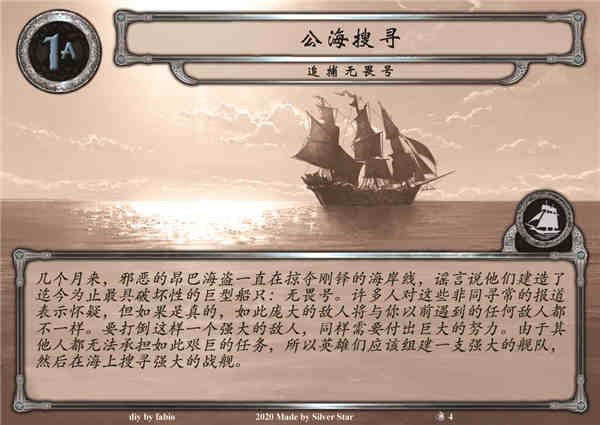 1A
公海搜寻
追捕无畏号
几个月来，邪恶的昂巴海盗一直在掠夺刚铎的海岸线，谣言说他们建造了
迄今为止最具破坏性的巨型船只：无畏号。许多人对这些非同寻常的报道
表示怀疑，但如果是真的，如此庞大的敌人将与你以前遇到的任何敌人都
不一样。要打倒这样一个强大的敌人，同样需要付出巨大的努力。由于其
他人都无法承担如此艰巨的任务，所以英雄们应该组建一支强大的舰队，
然后在海上搜寻强大的战舰。
diy by fabio 2020 Made by Silver Star 4